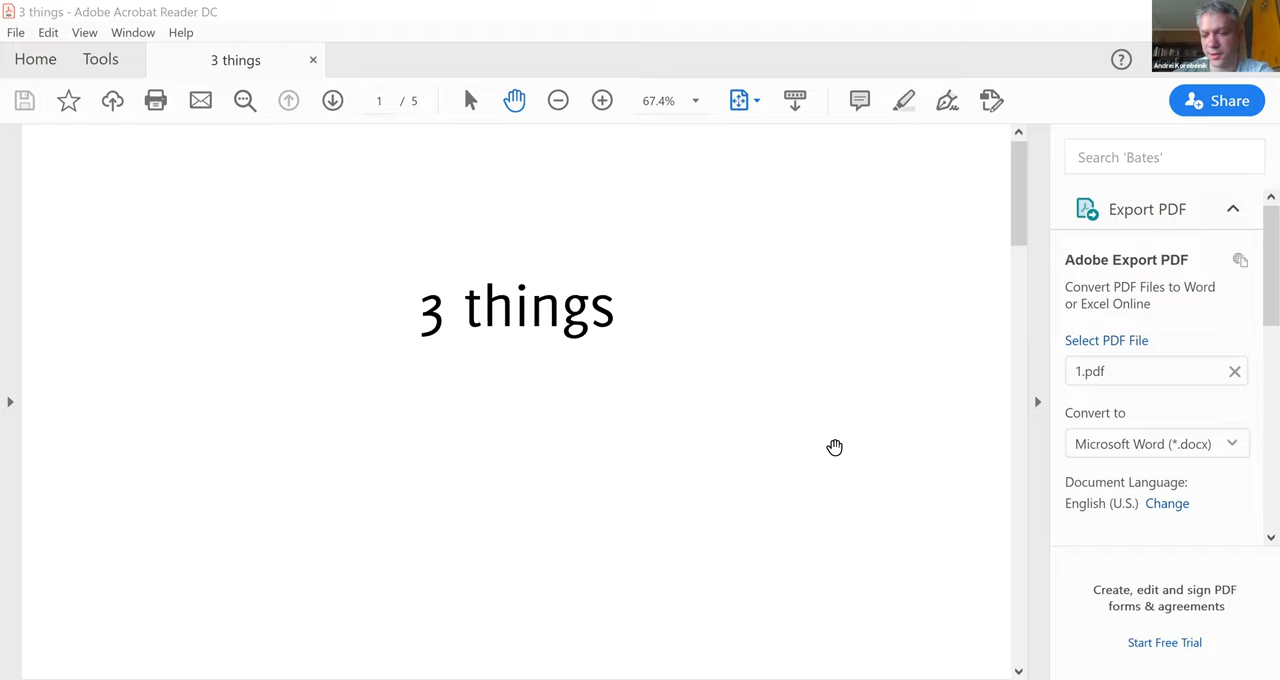 3 things - Adobe Acrobat Reader DC
File Edit View Window Help
Home Tools 3 things ×
1 / 5 67.4% Share
3 things
Search 'Bates'
Export PDF
Adobe Export PDF
Convert PDF Files to Word
or Excel Online
Select PDF File
1.pdf
Convert to
Microsoft Word (*.docx)
Document Language:
English (U.S.) Change
Create, edit and sign PDF
forms & agreements
Start Free Trial
Andrei Korobeinik